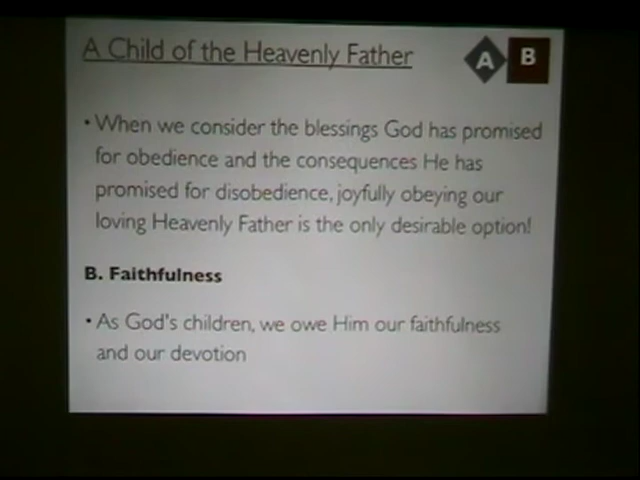 A Child of the Heavenly Father
A B
• When we consider the blessings God has promised
for obedience and the consequences He has
promised for disobedience, joyfully obeying our
loving Heavenly Father is the only desirable option!
B. Faithfulness
• As God's children, we owe Him our faithfulness
and our devotion